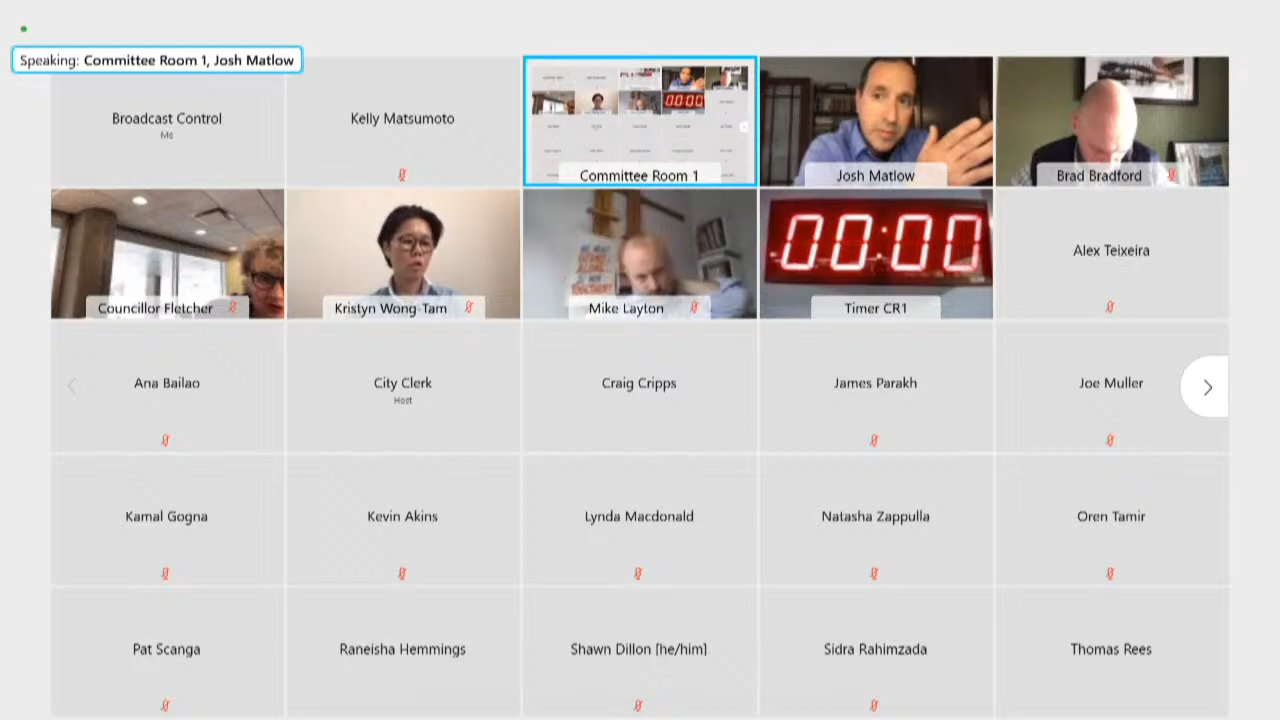 Speaking: Committee Room 1, Josh Matlow
Broadcast Control
Me
Kelly Matsumoto
Committee Room 1
Josh Matlow
Brad Bradford
Councillor Fletcher
Kristyn Wong-Tam
Mike Layton
00:00
Timer CR1
Alex Teixeira
Ana Bailao
City Clerk
Host
Craig Cripps
James Parakh
Joe Muller
Kamal Gogna
Kevin Akins
Lynda Macdonald
Natasha Zappulla
Oren Tamir
Pat Scanga
Raneisha Hemmings
Shawn Dillon [he/him]
Sidra Rahimzada
Thomas Rees